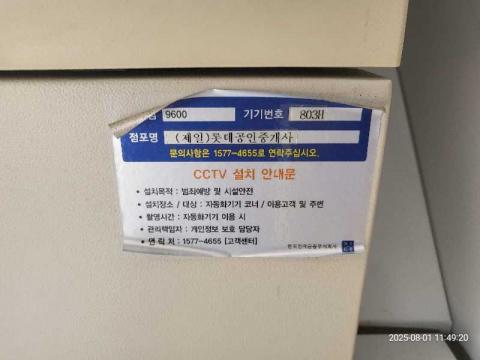 9600 기기번호 803H
점포명 (제일)롯데공인중개사
문의사항은 1577-4655로 연락주십시오.
CCTV 설치 안내문
• 설치목적 : 범죄예방 및 시설안전
• 설치장소 / 대상 : 자동화기기 코너 / 이용고객 및 주변
• 촬영시간 : 자동화기기 이용 시
• 관리책임자 : 개인정보 보호 담당자
• 연 락 처 : 1577-4655 [고객센터]
2025-08-01 11:49:20